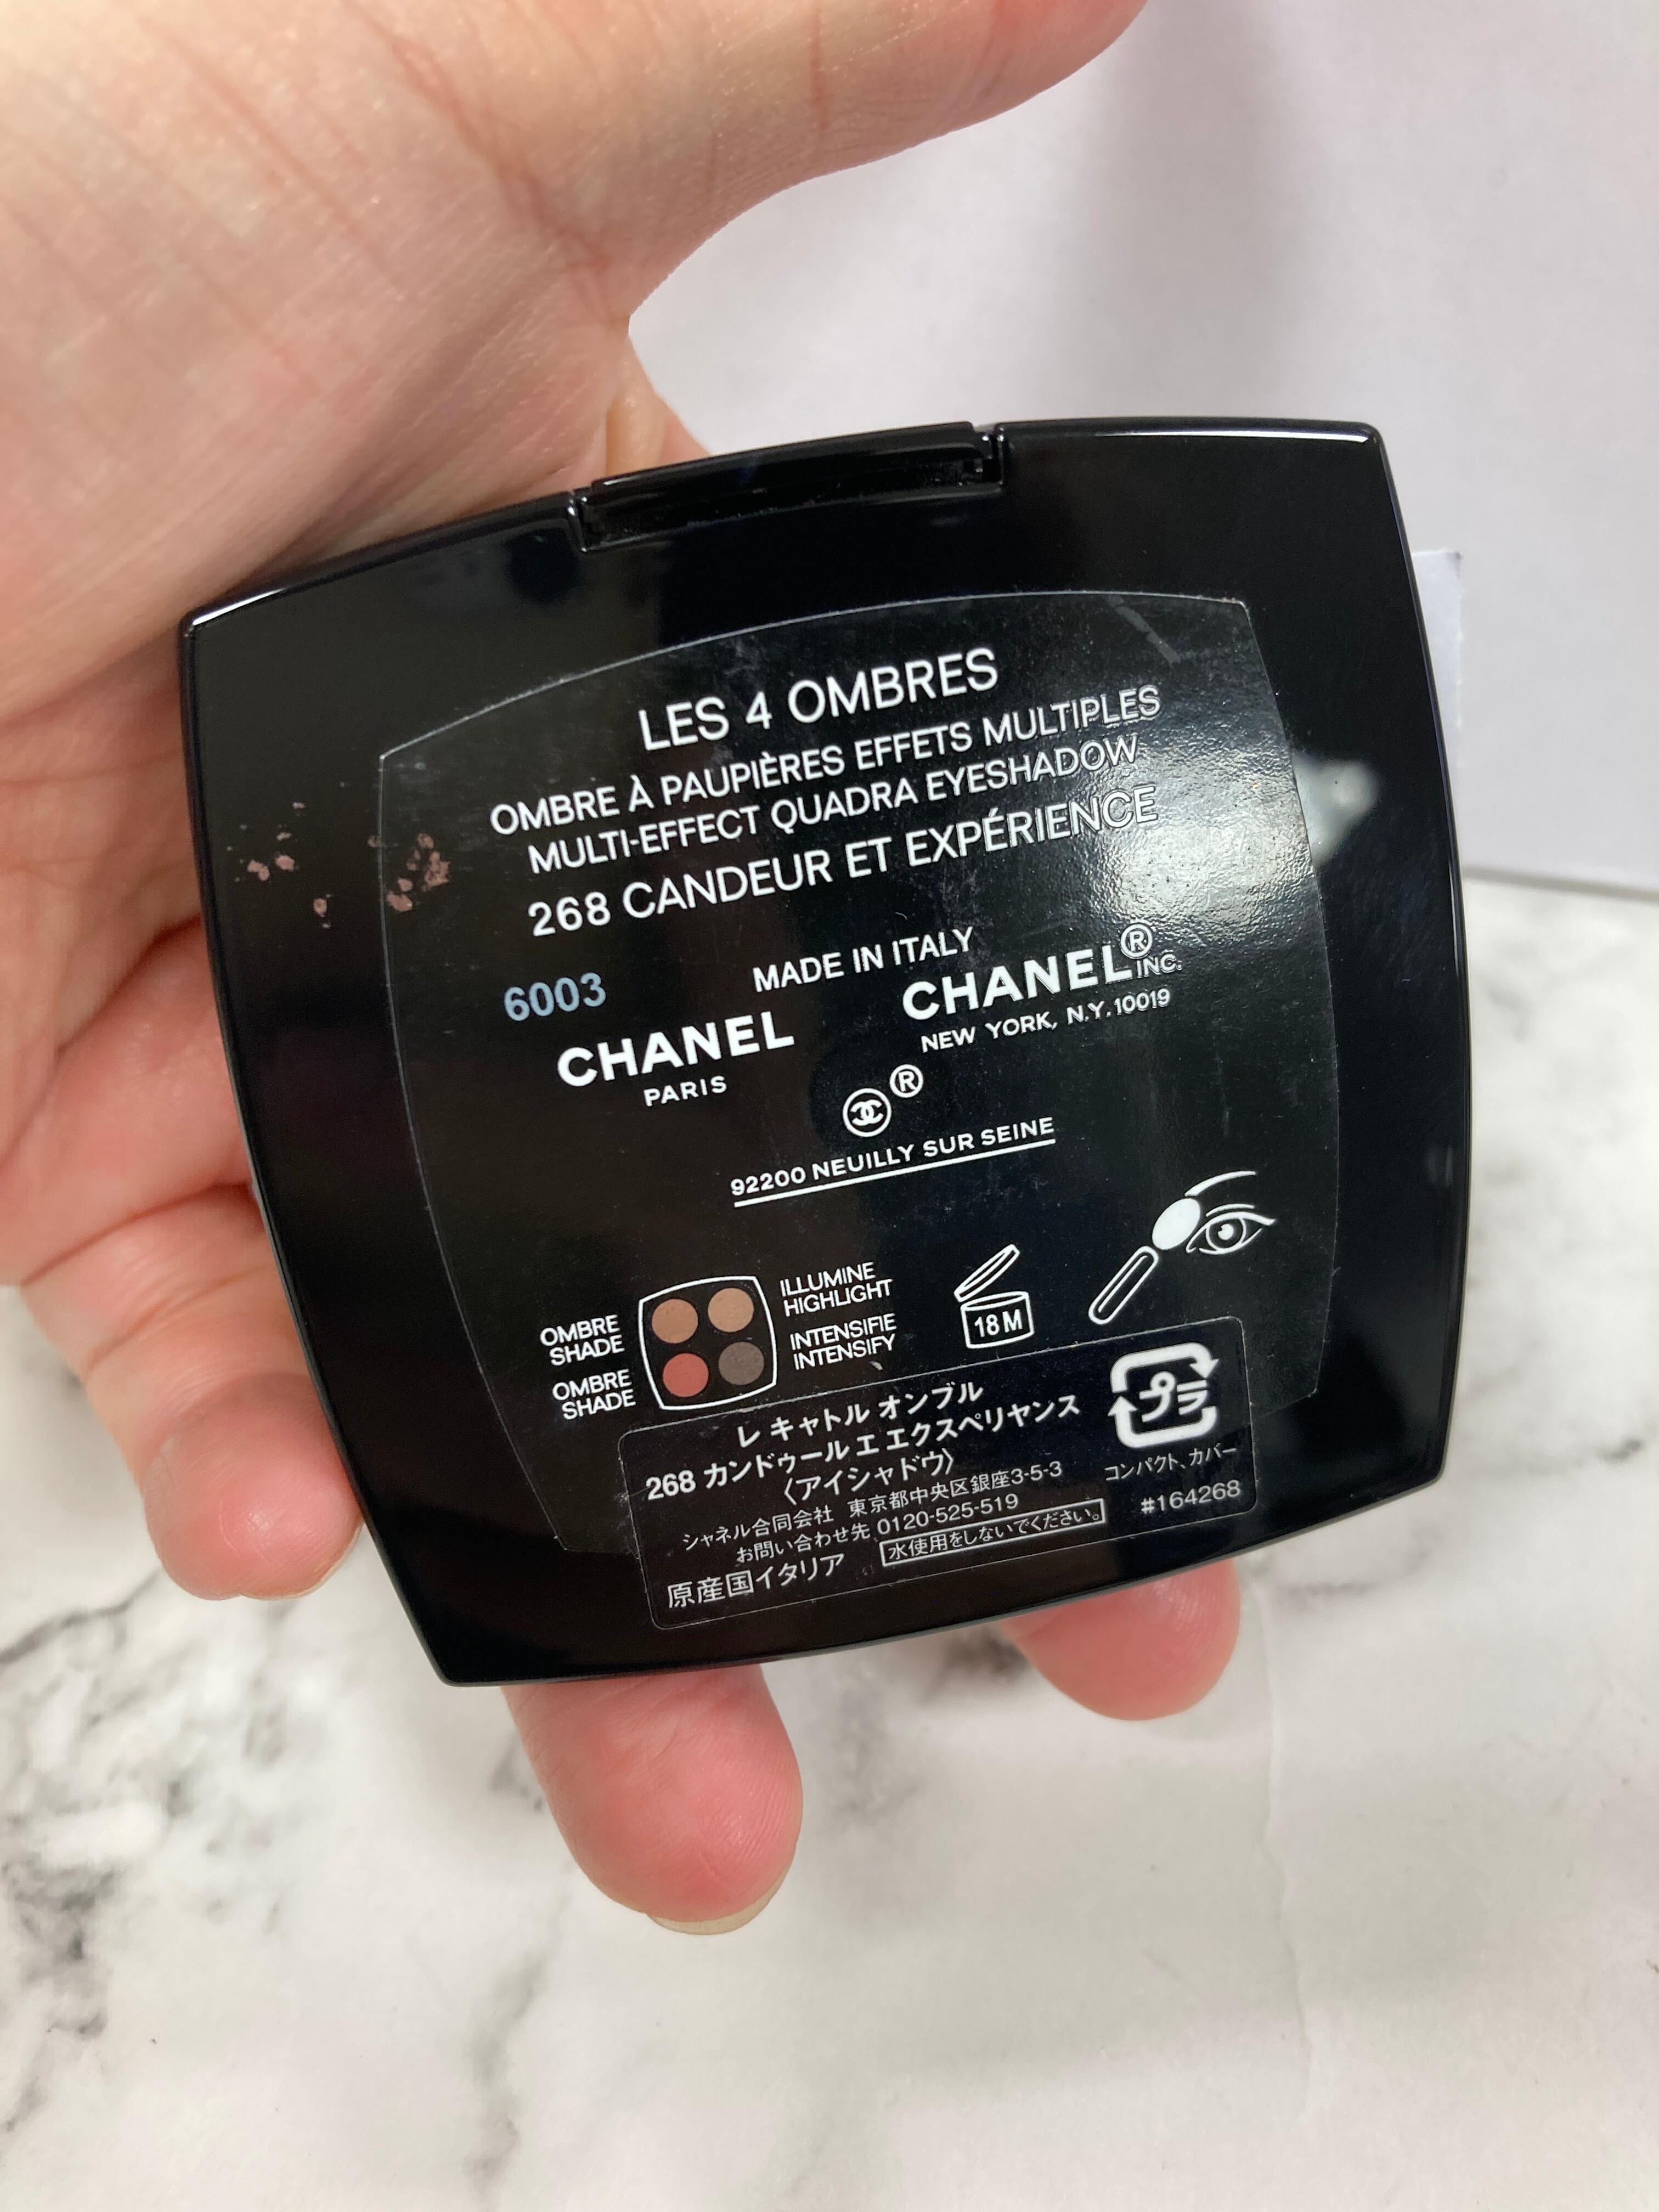 LES 4 OMBRES
OMBRE À PAUPIÈRES EFFETS MULTIPLES
MULTI-EFFECT QUADRA EYESHADOW
268 CANDEUR ET EXPÉRIENCE
MADE IN ITALY
6003
CHANEL
PARIS
CHANEL® INC.
NEW YORK, N.Y. 10019
®
92200 NEUILLY SUR SEINE
OMBRE
SHADE
OMBRE
SHADE
ILLUMINE
HIGHLIGHT
INTENSIFIE
INTENSIFY
18 M
レ キャトル オンブル
268 カンドゥール エ エクスペリヤンス
〈アイシャドウ〉
シャネル合同会社 東京都中央区銀座3-5-3
お問い合わせ先 0120-525-519
原産国イタリア 水使用をしないでください。
プラ
コンパクト、カバー
#164268